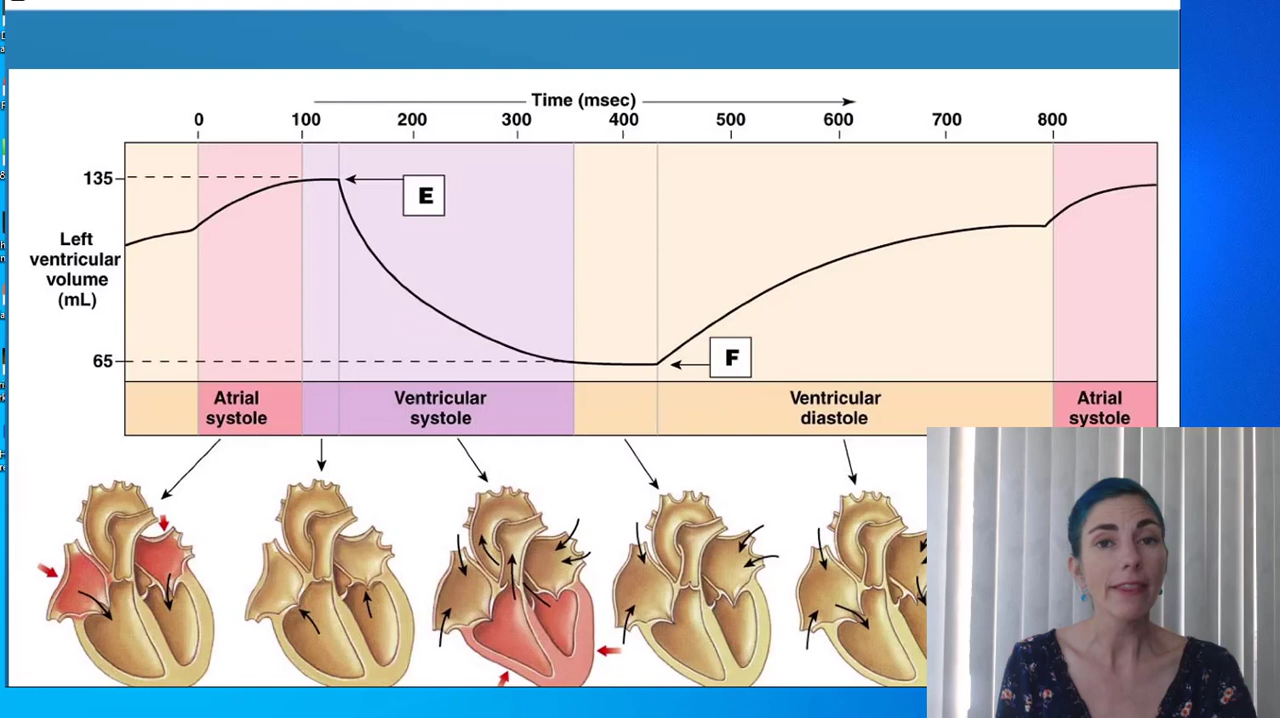 Time (msec)
0 100 200 300 400 500 600 700 800
135
E
Left
ventricular
volume
(mL)
65
F
Atrial
systole
Ventricular
systole
Ventricular
diastole
Atrial
systole